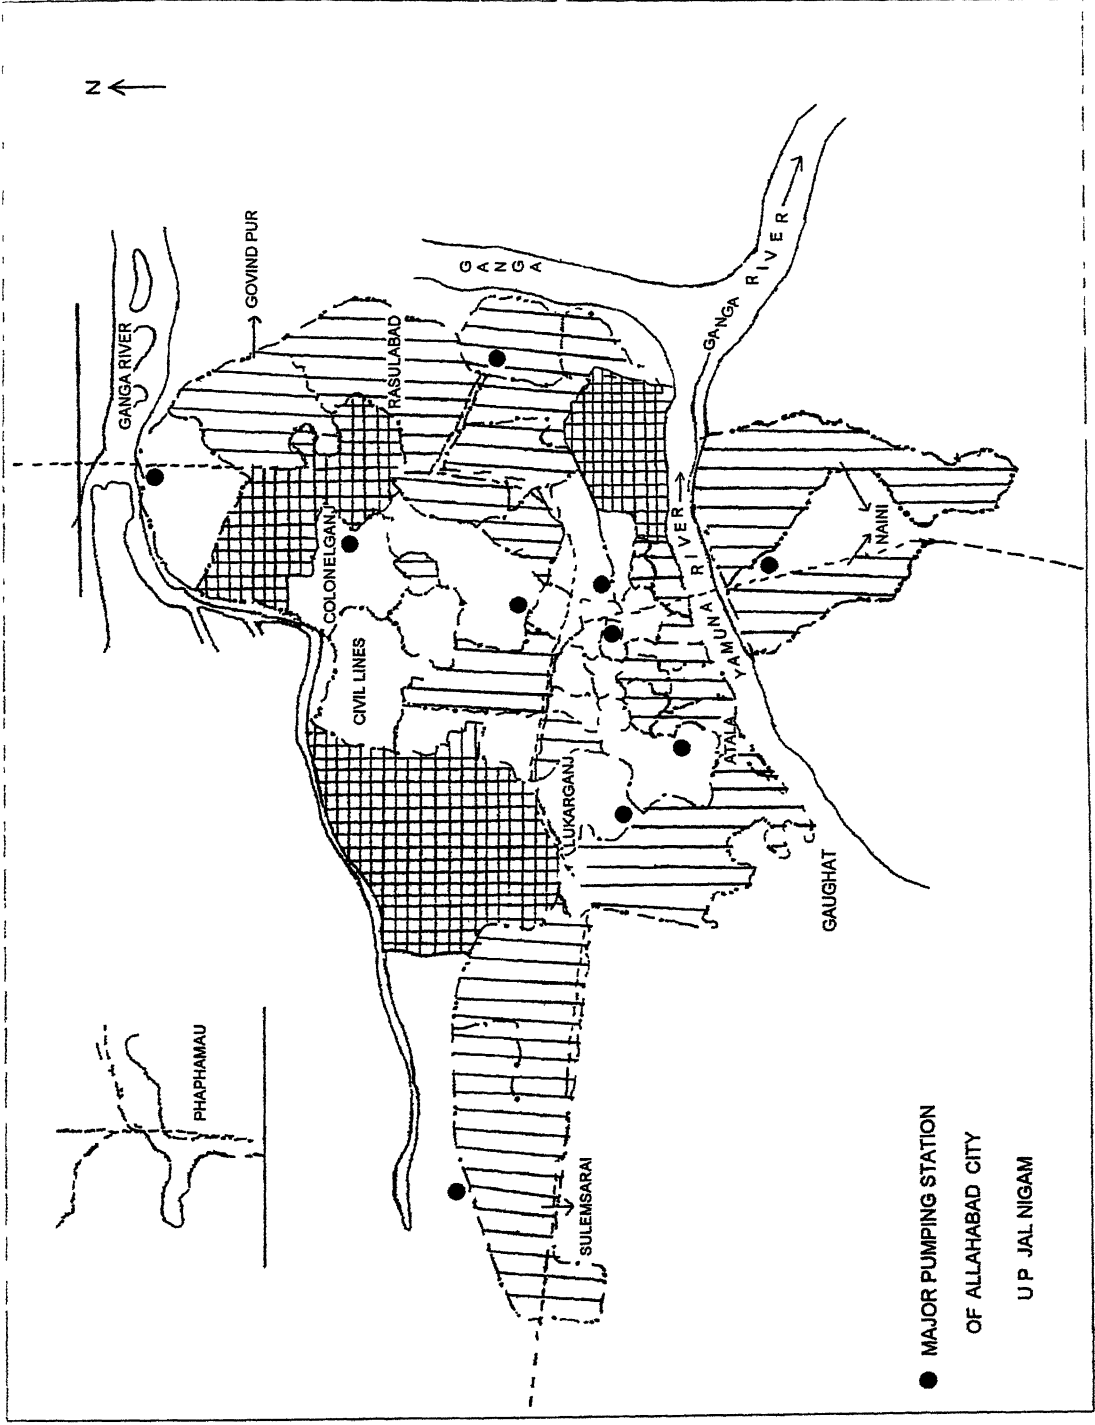 N
GANGA RIVER
GOVIND PUR
PHAPHAMAU
RASULABAD
GANGA
COLONELGANJ
CIVIL LINES
GANGA RIVER
LUKARGANJ
SULEMSARAI
YAMUNA RIVER
ATALA
NAINI
GAUGHAT
MAJOR PUMPING STATION
OF ALLAHABAD CITY
U P JAL NIGAM